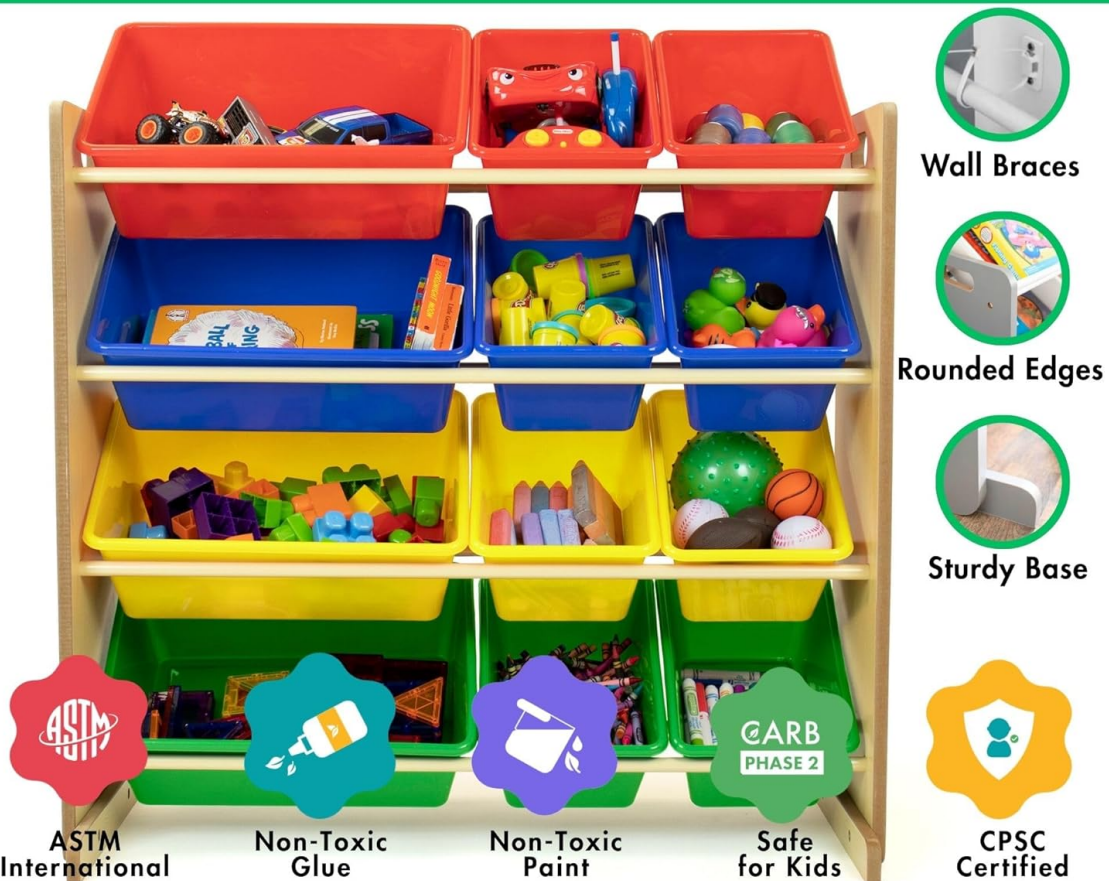 Wall Braces
Rounded Edges
Sturdy Base
BALL
ING
ASTM
CARB
PHASE 2
ASTM
International
Non-Toxic
Glue
Non-Toxic
Paint
Safe
for Kids
CPSC
Certified